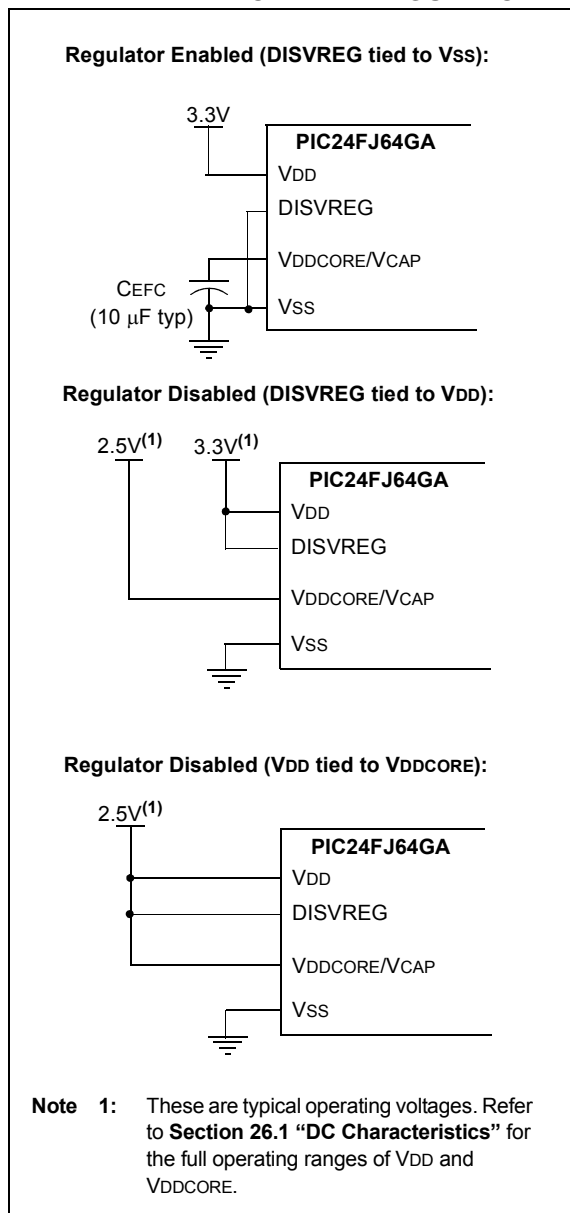 Regulator Enabled (DISVREG tied to VSS):
3.3V
PIC24FJ64GA
VDD
DISVREG
VDDCORE/VCAP
CEFC
(10 μF typ)
VSS
Regulator Disabled (DISVREG tied to VDD):
2.5V(1) 3.3V(1)
PIC24FJ64GA
VDD
DISVREG
VDDCORE/VCAP
VSS
Regulator Disabled (VDD tied to VDDCORE):
2.5V(1)
PIC24FJ64GA
VDD
DISVREG
VDDCORE/VCAP
VSS
Note 1: These are typical operating voltages. Refer
to Section 26.1 “DC Characteristics” for
the full operating ranges of VDD and
VDDCORE.